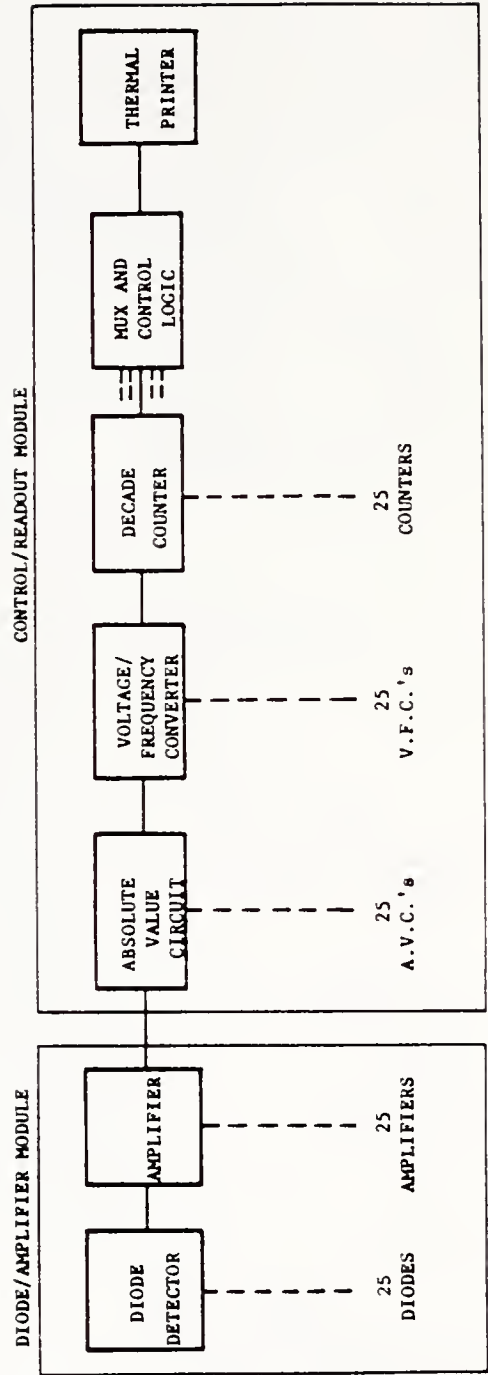 DIODE/AMPLIFIER MODULE
DIODE
DETECTOR
AMPLIFIER
25
DIODES
25
AMPLIFIERS
CONTROL/READOUT MODULE
ABSOLUTE
VALUE
CIRCUIT
VOLTAGE/
FREQUENCY
CONVERTER
DECADE
COUNTER
MUX AND
CONTROL
LOGIC
THERMAL
PRINTER
25
A.V.C.'s
25
V.F.C.'s
25
COUNTERS